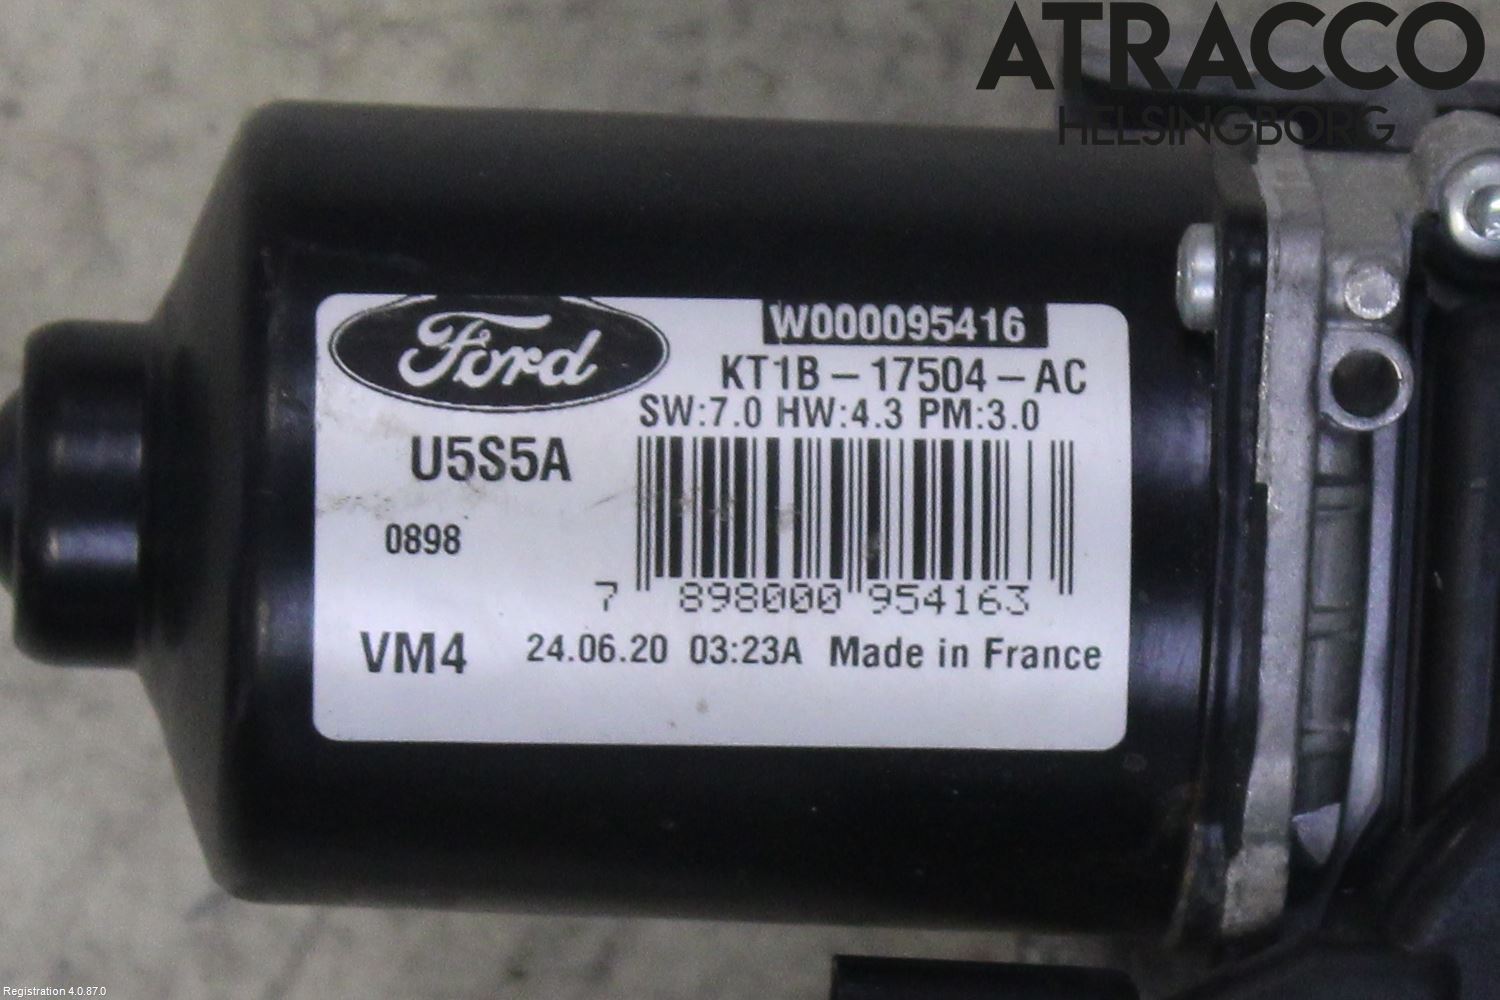 ATRACCO
HELSINGBORG
Ford
W000095416
KT1B-17504-AC
SW:7.0 HW:4.3 PM:3.0
U5S5A
0898
7 898000 954163
VM4 24.06.20 03:23A Made in France
Registration 4.0.87.0